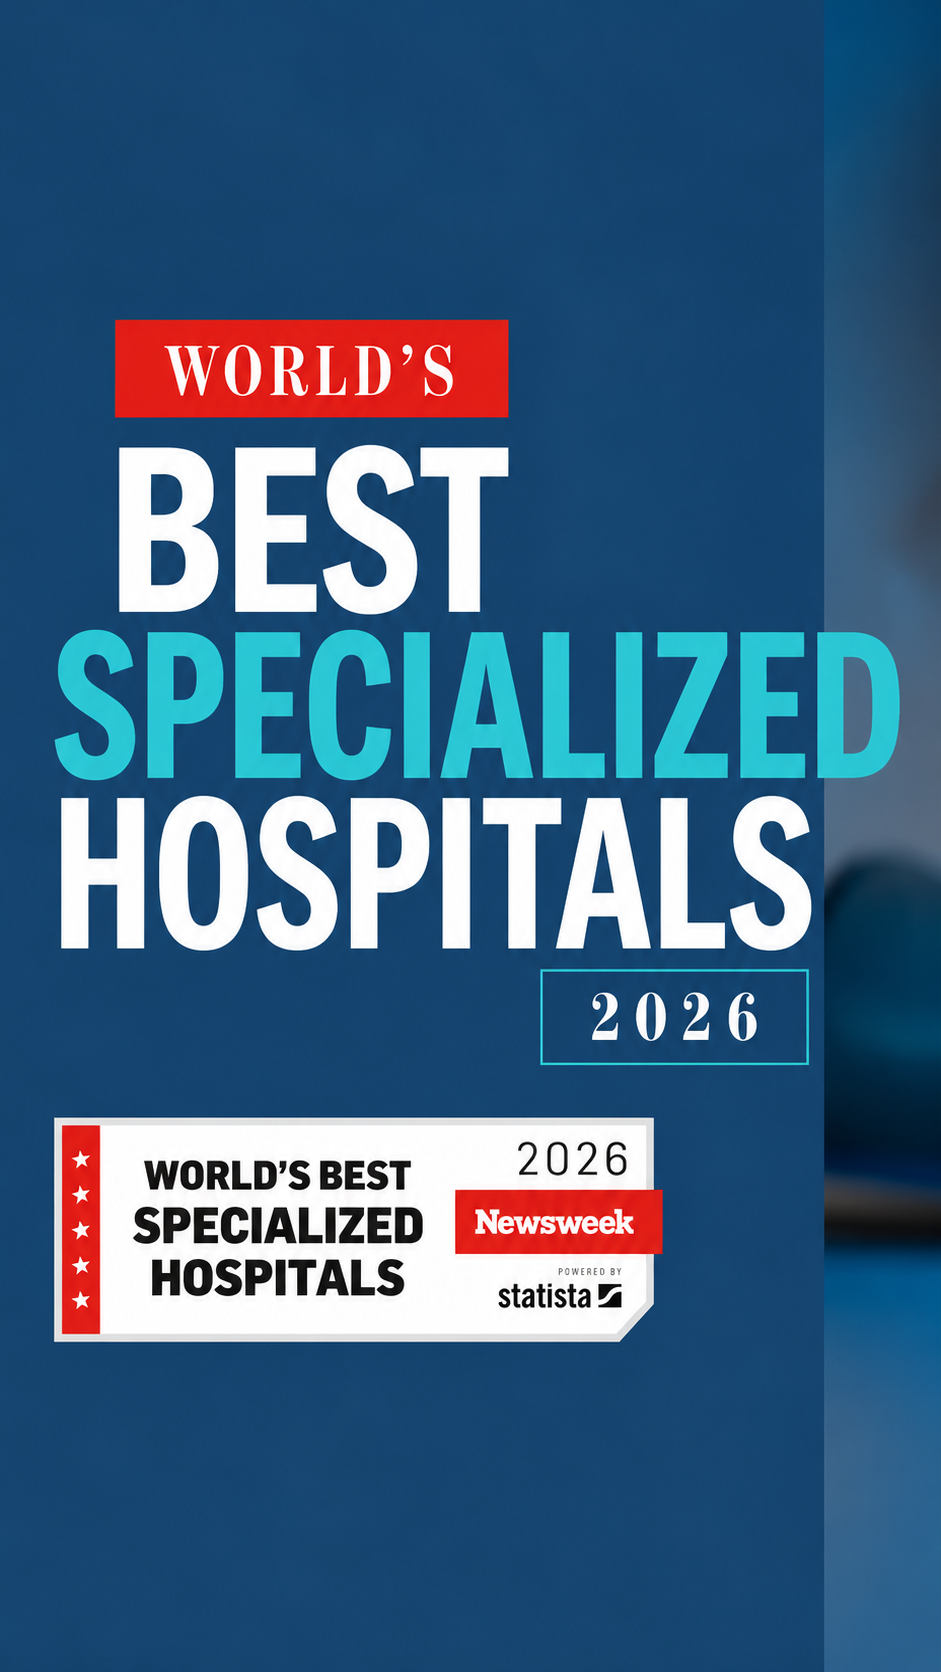 WORLD’S
BEST
SPECIALIZED
HOSPITALS
2026
WORLD’S BEST
SPECIALIZED
HOSPITALS
2026
Newsweek
POWERED BY
statista